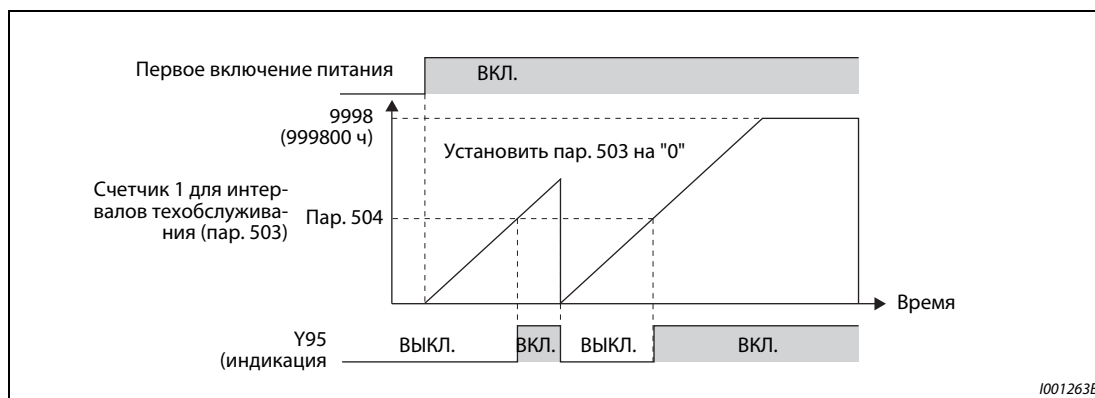 Первое включение питания
ВКЛ.
9998
(999800 ч)
Установить пар. 503 на "0"
Счетчик 1 для интер-
валов техобслужива-
ния (пар. 503)
Пар. 504
Время
Y95
(индикация
ВЫКЛ.
ВКЛ.
ВЫКЛ.
ВКЛ.